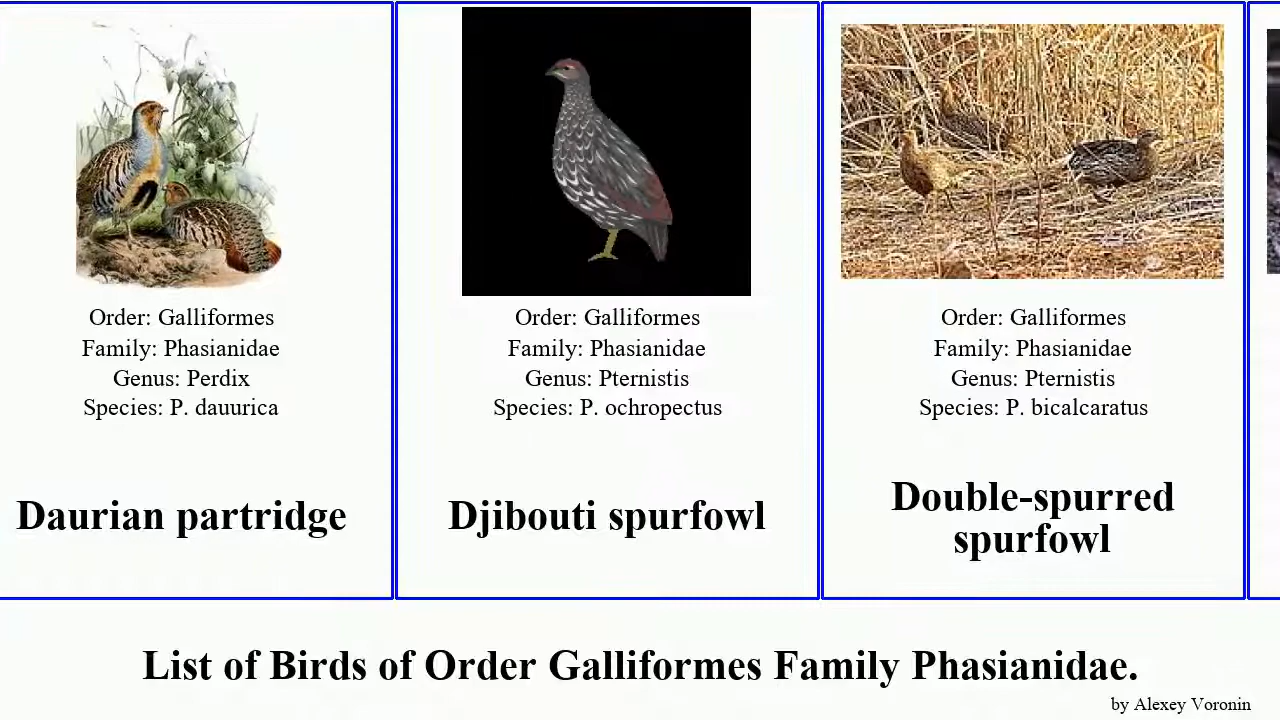 Order: Galliformes
Family: Phasianidae
Genus: Perdix
Species: P. dauurica
Daurian partridge
Order: Galliformes
Family: Phasianidae
Genus: Pternistis
Species: P. ochropectus
Djibouti spurfowl
Order: Galliformes
Family: Phasianidae
Genus: Pternistis
Species: P. bicalcaratus
Double-spurred
spurfowl
List of Birds of Order Galliformes Family Phasianidae.
by Alexey Voronin